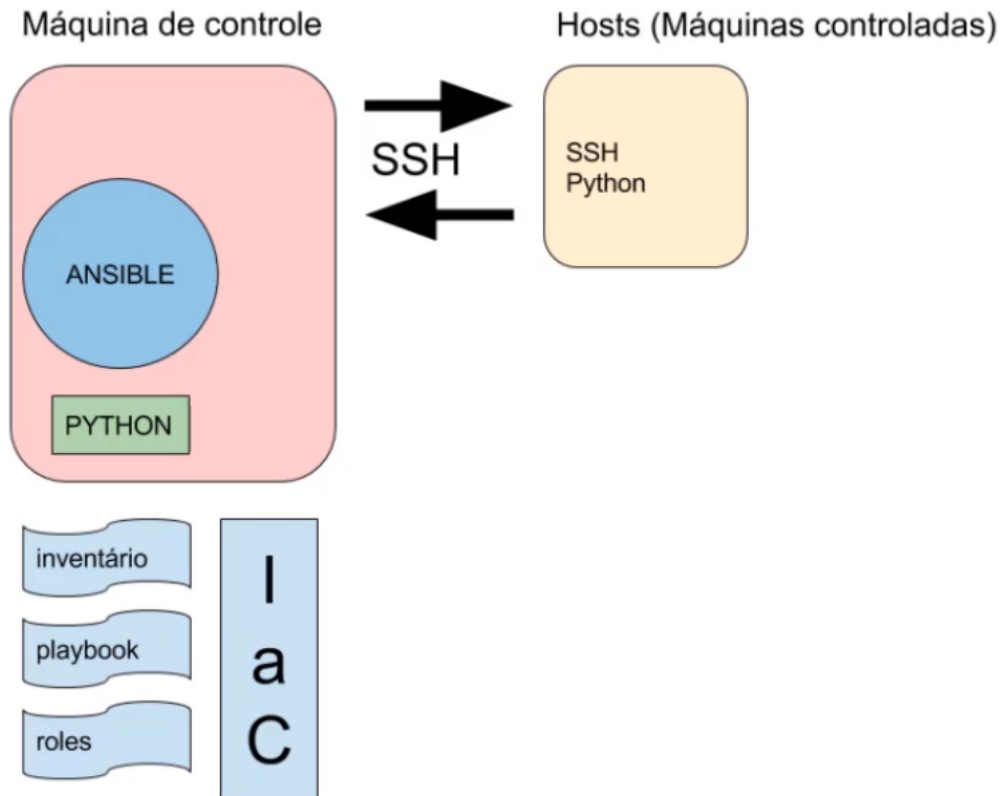 Máquina de controle
Hosts (Máquinas controladas)
SSH
SSH
Python
ANSIBLE
PYTHON
inventário
playbook
roles
I
a
C